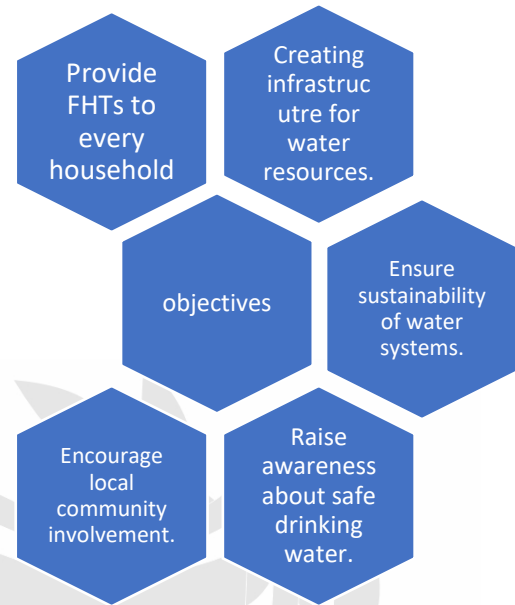 Provide
FHTs to
every
household
Creating
infrastruc
utre for
water
resources.
objectives
Ensure
sustainability
of water
systems.
Encourage
local
community
involvement.
Raise
awareness
about safe
drinking
water.